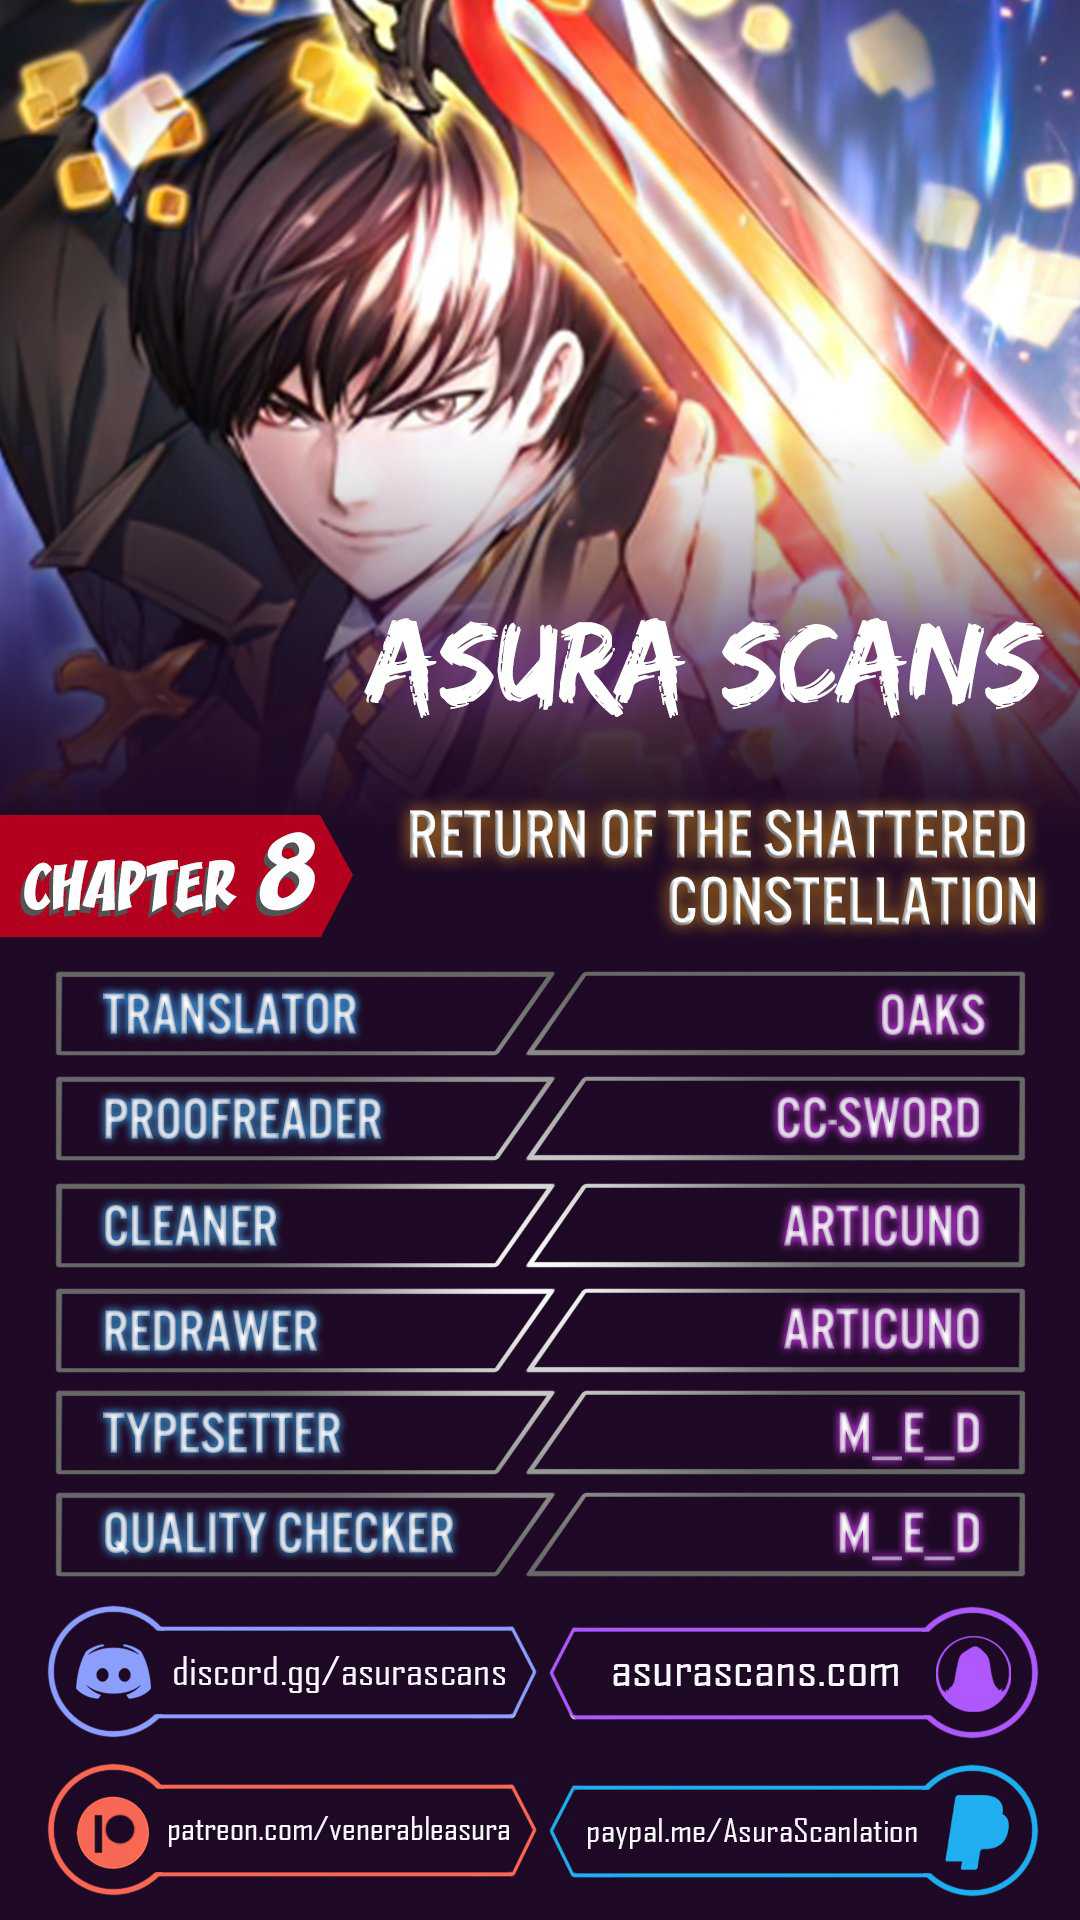 ASURA SCANS
CHAPTER 8
RETURN OF THE SHATTERED
CONSTELLATION
TRANSLATOR
OAKS
PROOFREADER
CC-SWORD
CLEANER
ARTICUNO
REDRAWER
ARTICUNO
TYPESETTER
M_E_D
QUALITY CHECKER
M_E_D
discord.gg/asurascans
asurascans.com
patreon.com/venerableasura
paypal.me/AsuraScanlation